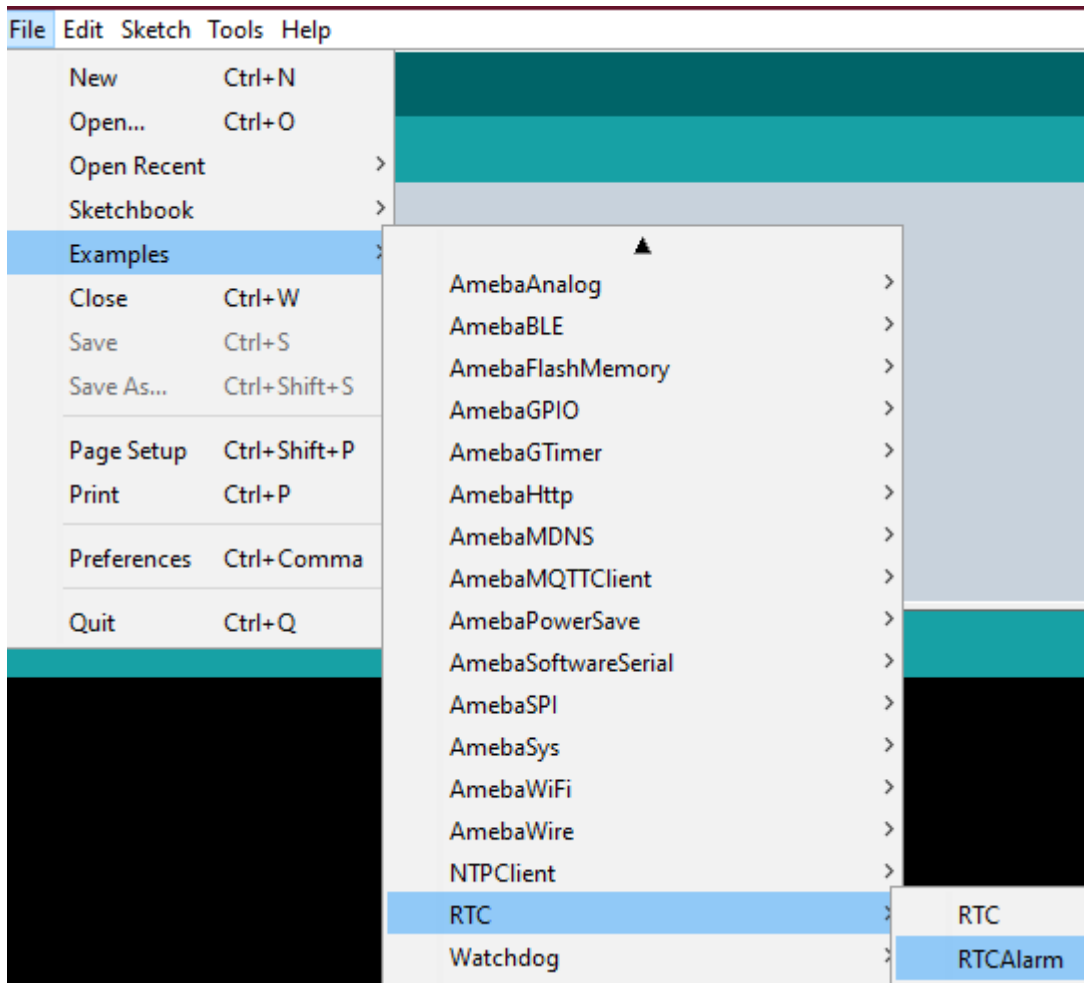 File Edit Sketch Tools Help
New Ctrl+N
Open... Ctrl+O
Open Recent
Sketchbook
Examples
Close Ctrl+W
Save Ctrl+S
Save As... Ctrl+Shift+S
Page Setup Ctrl+Shift+P
Print Ctrl+P
Preferences Ctrl+Comma
Quit Ctrl+Q
AmebaAnalog
AmebaBLE
AmebaFlashMemory
AmebaGPIO
AmebaGTimer
AmebaHttp
AmebaMDNS
AmebaMQTTClient
AmebaPowerSave
AmebaSoftwareSerial
AmebaSPI
AmebaSys
AmebaWiFi
AmebaWire
NTPClient
RTC
Watchdog
RTC
RTCAlarm